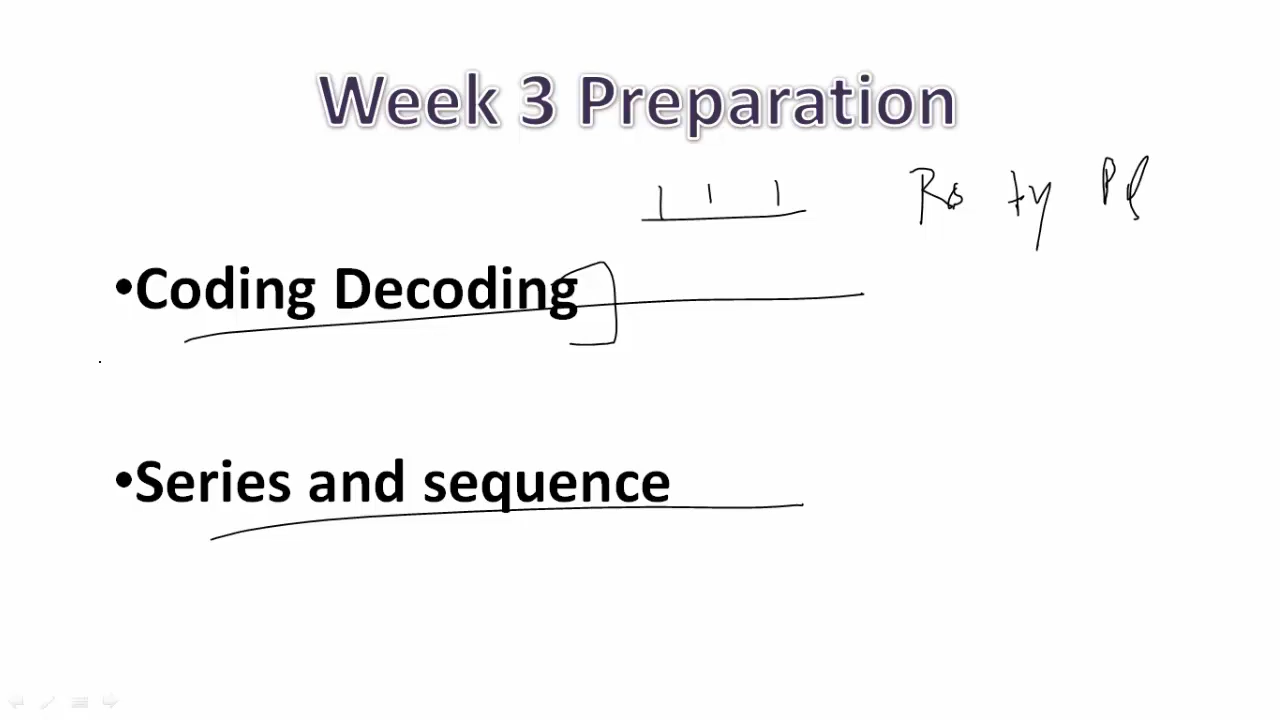 Week 3 Preparation
•Coding Decoding
•Series and sequence